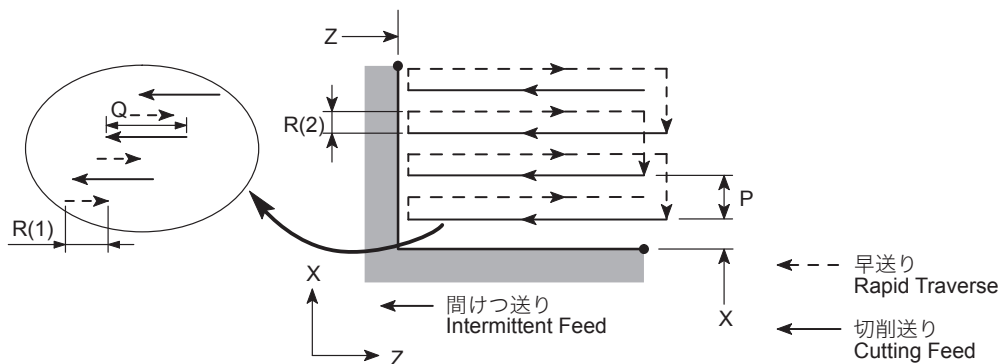 Z
Q
R(1)
R(2)
P
X
X
Z
間けつ送り
Intermittent Feed
早送り
Rapid Traverse
切削送り
Cutting Feed